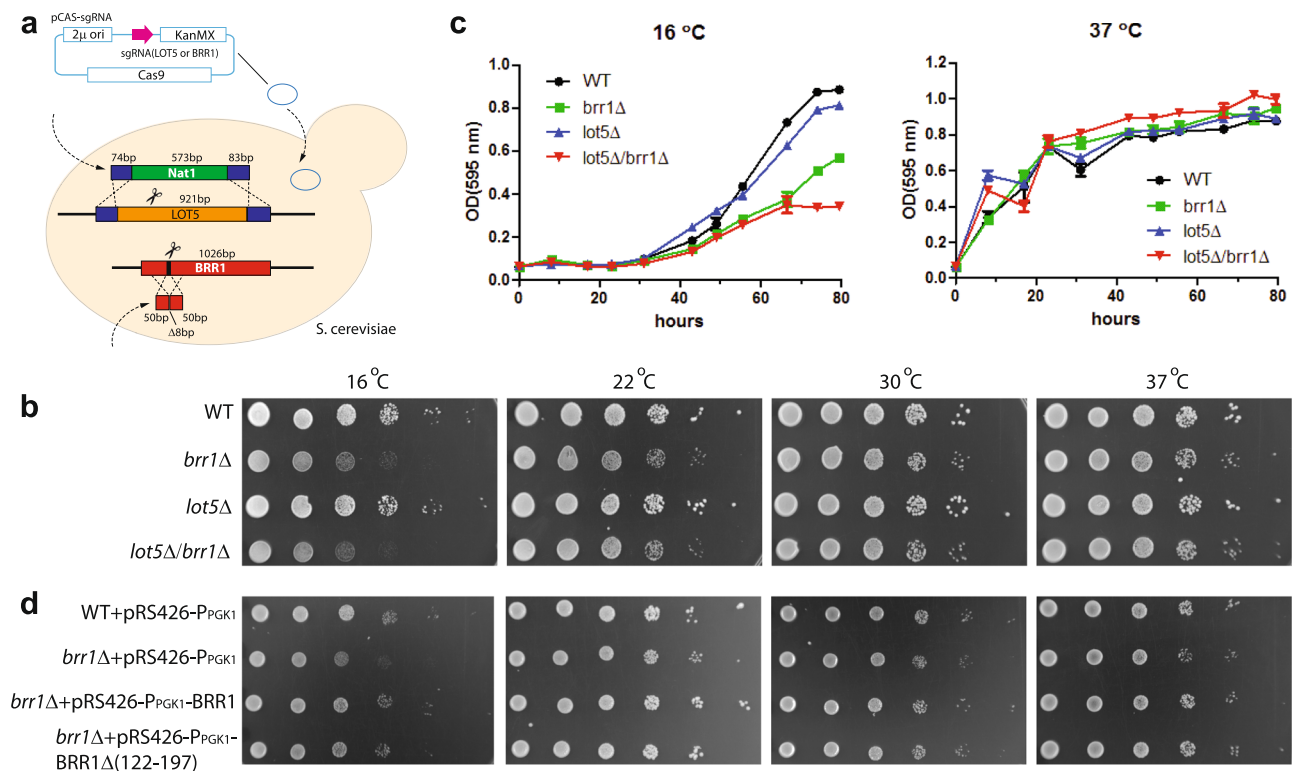 a
pCAS-sgRNA
2μ ori
KanMX
sgRNA(LOT5 or BRR1)
Cas9
74bp
573bp
83bp
Nat1
921bp
LOT5
1026bp
BRR1
50bp
50bp
Δ8bp
S. cerevisiae
c
16 °C
OD(595 nm)
1.0
0.8
0.6
0.4
0.2
0.0
WT
brr1Δ
lot5Δ
lot5Δ/brr1Δ
0 20 40 60 80
hours
37 °C
OD(595 nm)
1.2
1.0
0.8
0.6
0.4
0.2
0.0
WT
brr1Δ
lot5Δ
lot5Δ/brr1Δ
0 20 40 60 80
hours
b
16 °C 22 °C 30 °C 37 °C
WT
brr1Δ
lot5Δ
lot5Δ/brr1Δ
d
WT+pRS426-PPGK1
brr1Δ+pRS426-PPGK1
brr1Δ+pRS426-PPGK1-BRR1
brr1Δ+pRS426-PPGK1-
BRR1Δ(122-197)